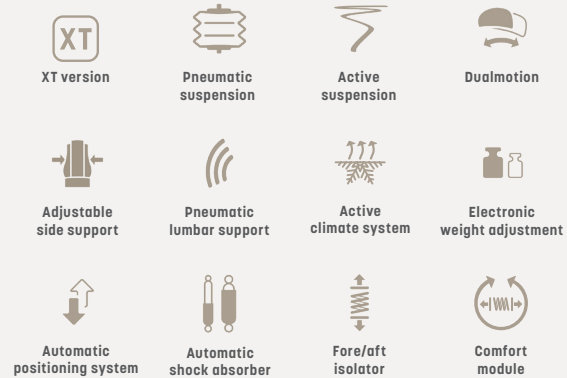 XT
XT version
Pneumatic
suspension
Active
suspension
Dualmotion
Adjustable
side support
Pneumatic
lumbar support
Active
climate system
Electronic
weight adjustment
Automatic
positioning system
Automatic
shock absorber
Fore/aft
isolator
Comfort
module